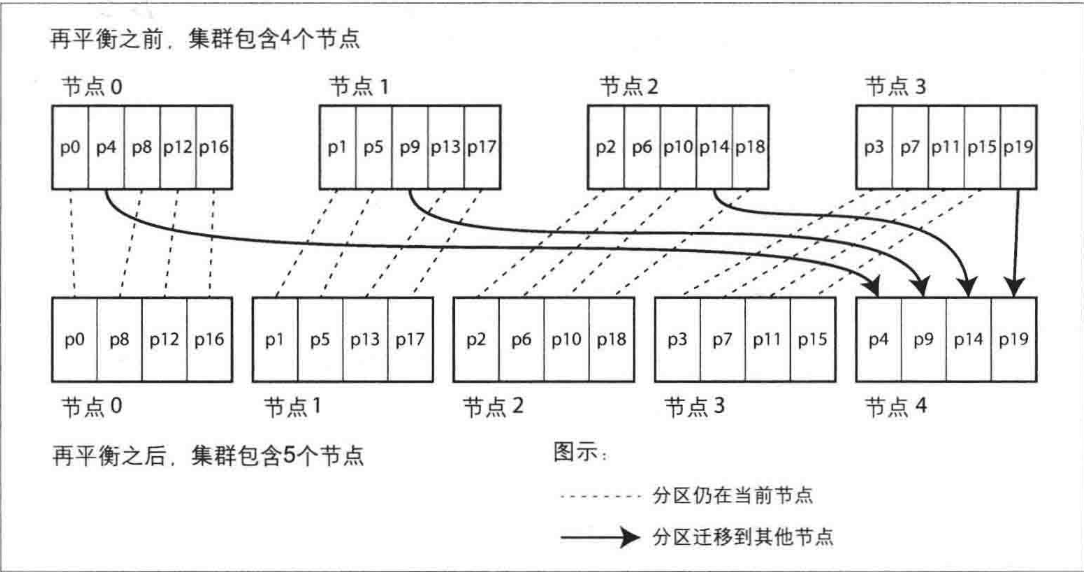 再平衡之前，集群包含4个节点
节点 0 节点 1 节点 2 节点 3
p0 p4 p8 p12 p16 p1 p5 p9 p13 p17 p2 p6 p10 p14 p18 p3 p7 p11 p15 p19
p0 p8 p12 p16 p1 p5 p13 p17 p2 p6 p10 p18 p3 p7 p11 p15 p4 p9 p14 p19
节点 0 节点 1 节点 2 节点 3 节点 4
再平衡之后，集群包含5个节点
图示：
分区仍在当前节点
分区迁移到其他节点